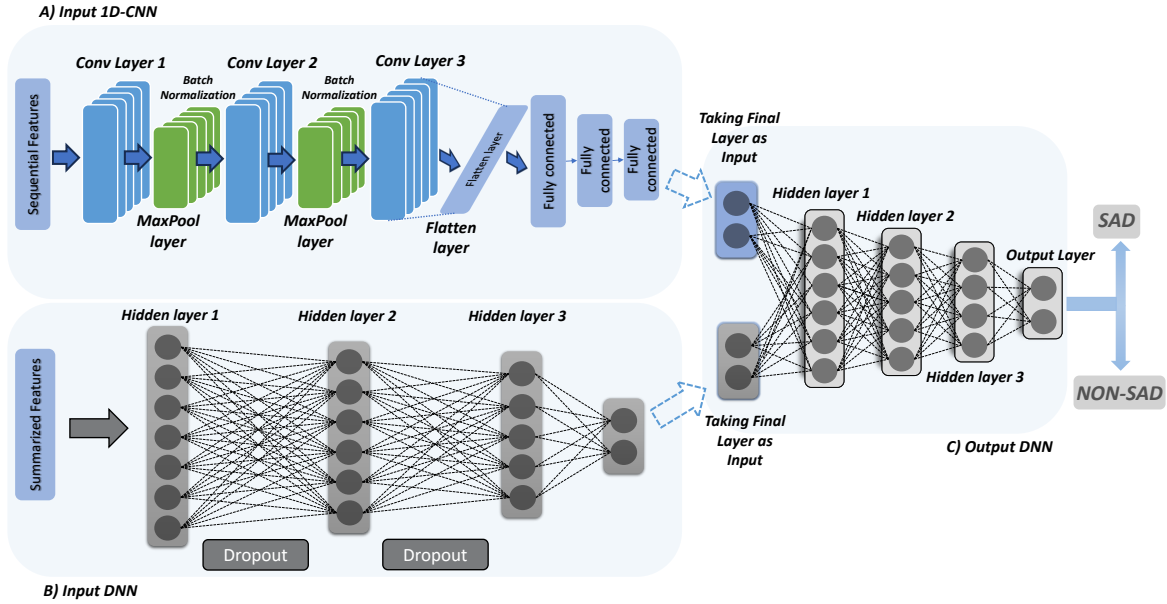 A) Input 1D-CNN
Sequential Features
Conv Layer 1
Batch
Normalization
Conv Layer 2
Batch
Normalization
Conv Layer 3
MaxPool
layer
MaxPool
layer
Flatten layer
Flatten
layer
Fully connected
Fully
connected
Fully
connected
Taking Final
Layer as
Input
Hidden layer 1
Hidden layer 2
Hidden layer 3
Output Layer
SAD
NON-SAD
Taking Final
Layer as
Input
C) Output DNN
Summarized Features
Hidden layer 1
Hidden layer 2
Hidden layer 3
Dropout
Dropout
B) Input DNN